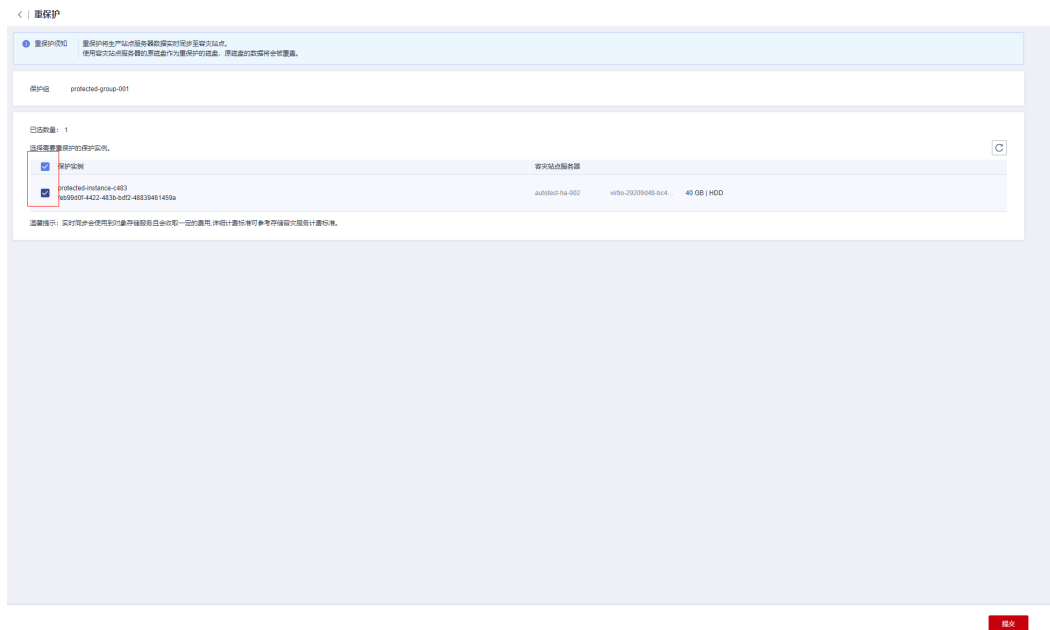 重保护
重保护须知
重保护将生产站点服务器数据实时同步至容灾站点。
使用容灾站点服务器的原磁盘作为重保护的磁盘，原磁盘的数据将会被覆盖。
保护组 protected-group-001
已选数量：1
选择需要重保护的保护实例。
保护实例 容灾站点服务器
protected-instance-c483
feb99d0f-4422-483b-bdf2-48839461459a
autotest-ha-002 virtio-29209d48-bc4... 40 GB | HDD
温馨提示：实时同步会使用到对象存储服务且会收取一定的费用,详细计费标准可参考存储容灾服务计费标准。
提交